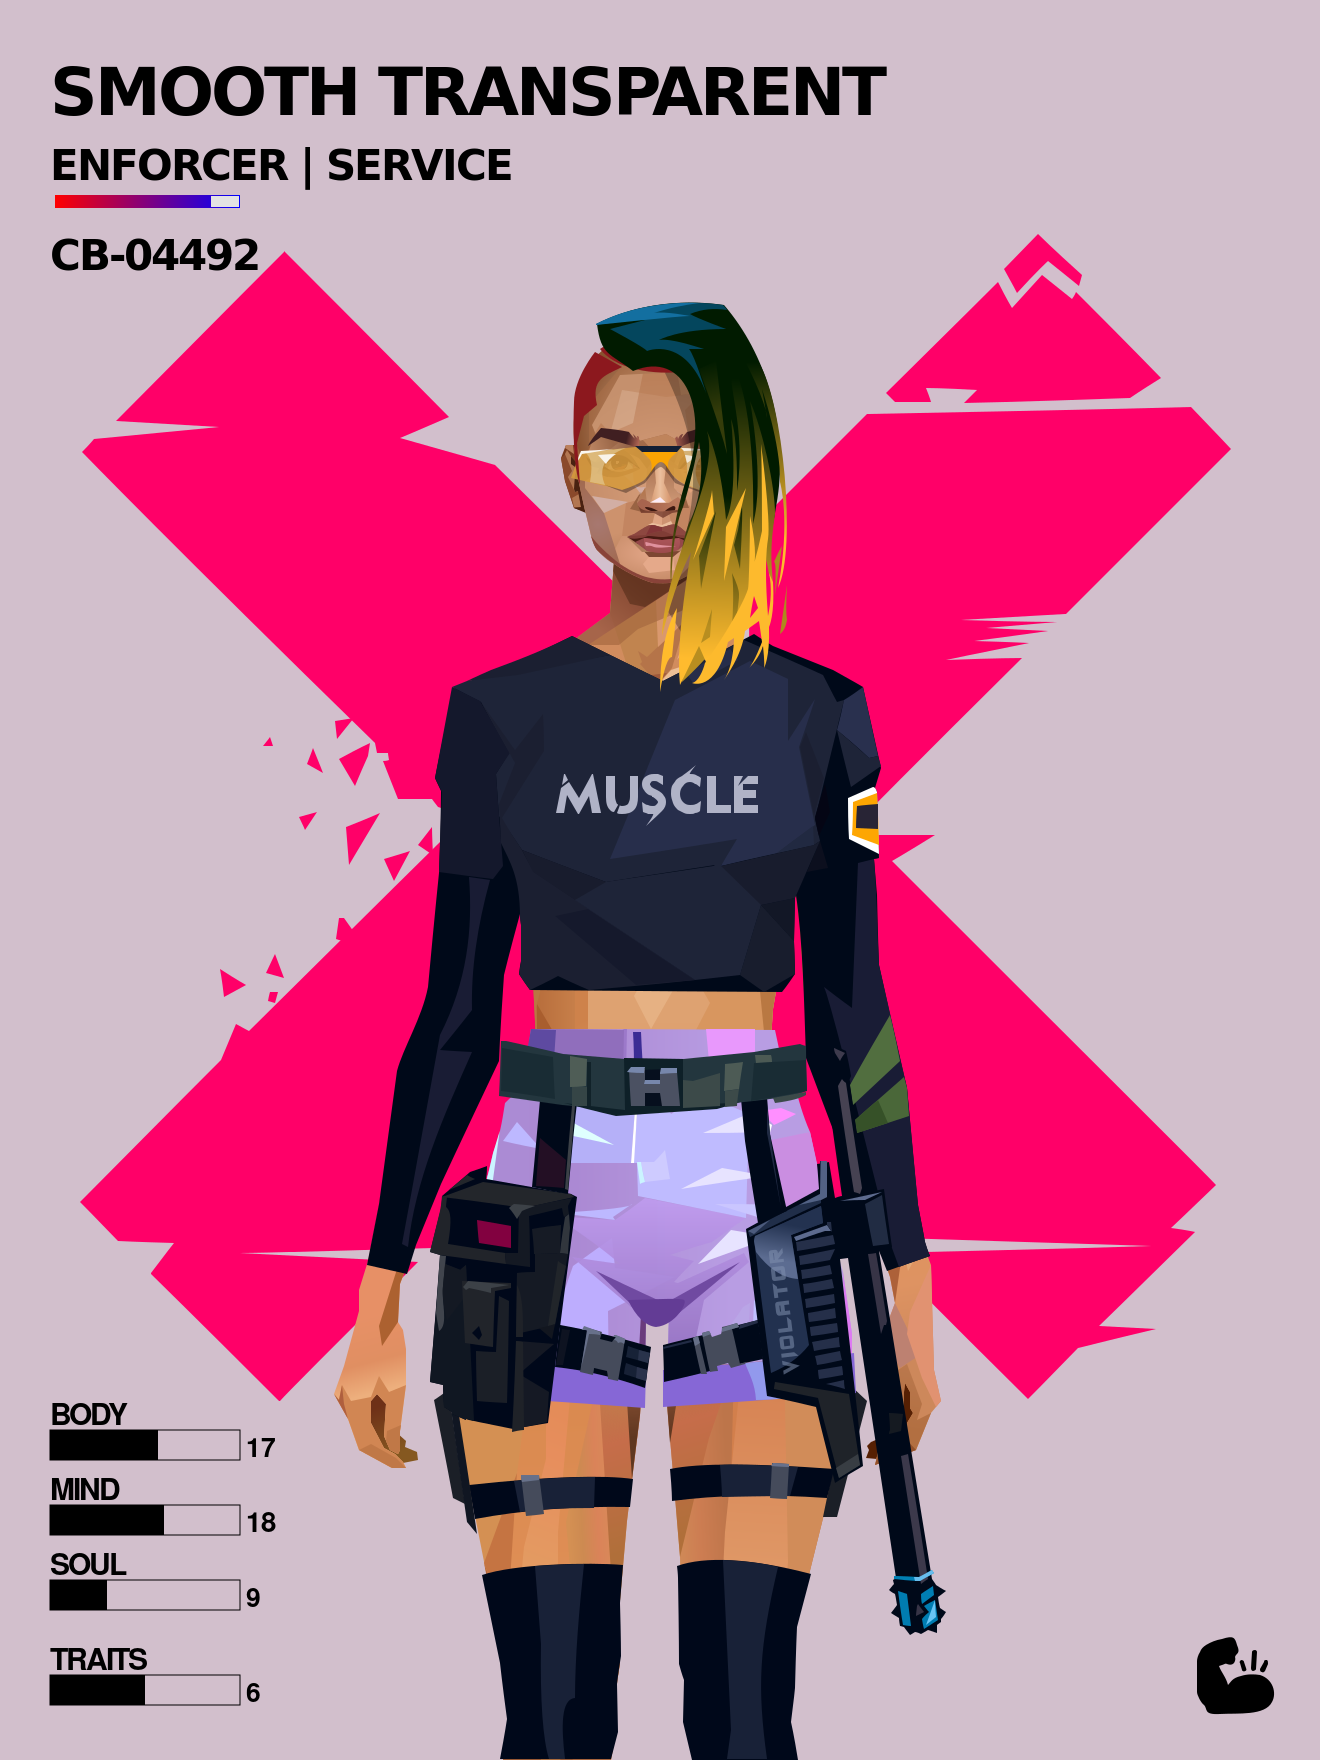 SMOOTH TRANSPARENT
ENFORCER | SERVICE
CB-04492
MUSCLE
VIOLATOR
BODY
17
MIND
18
SOUL
9
TRAITS
6